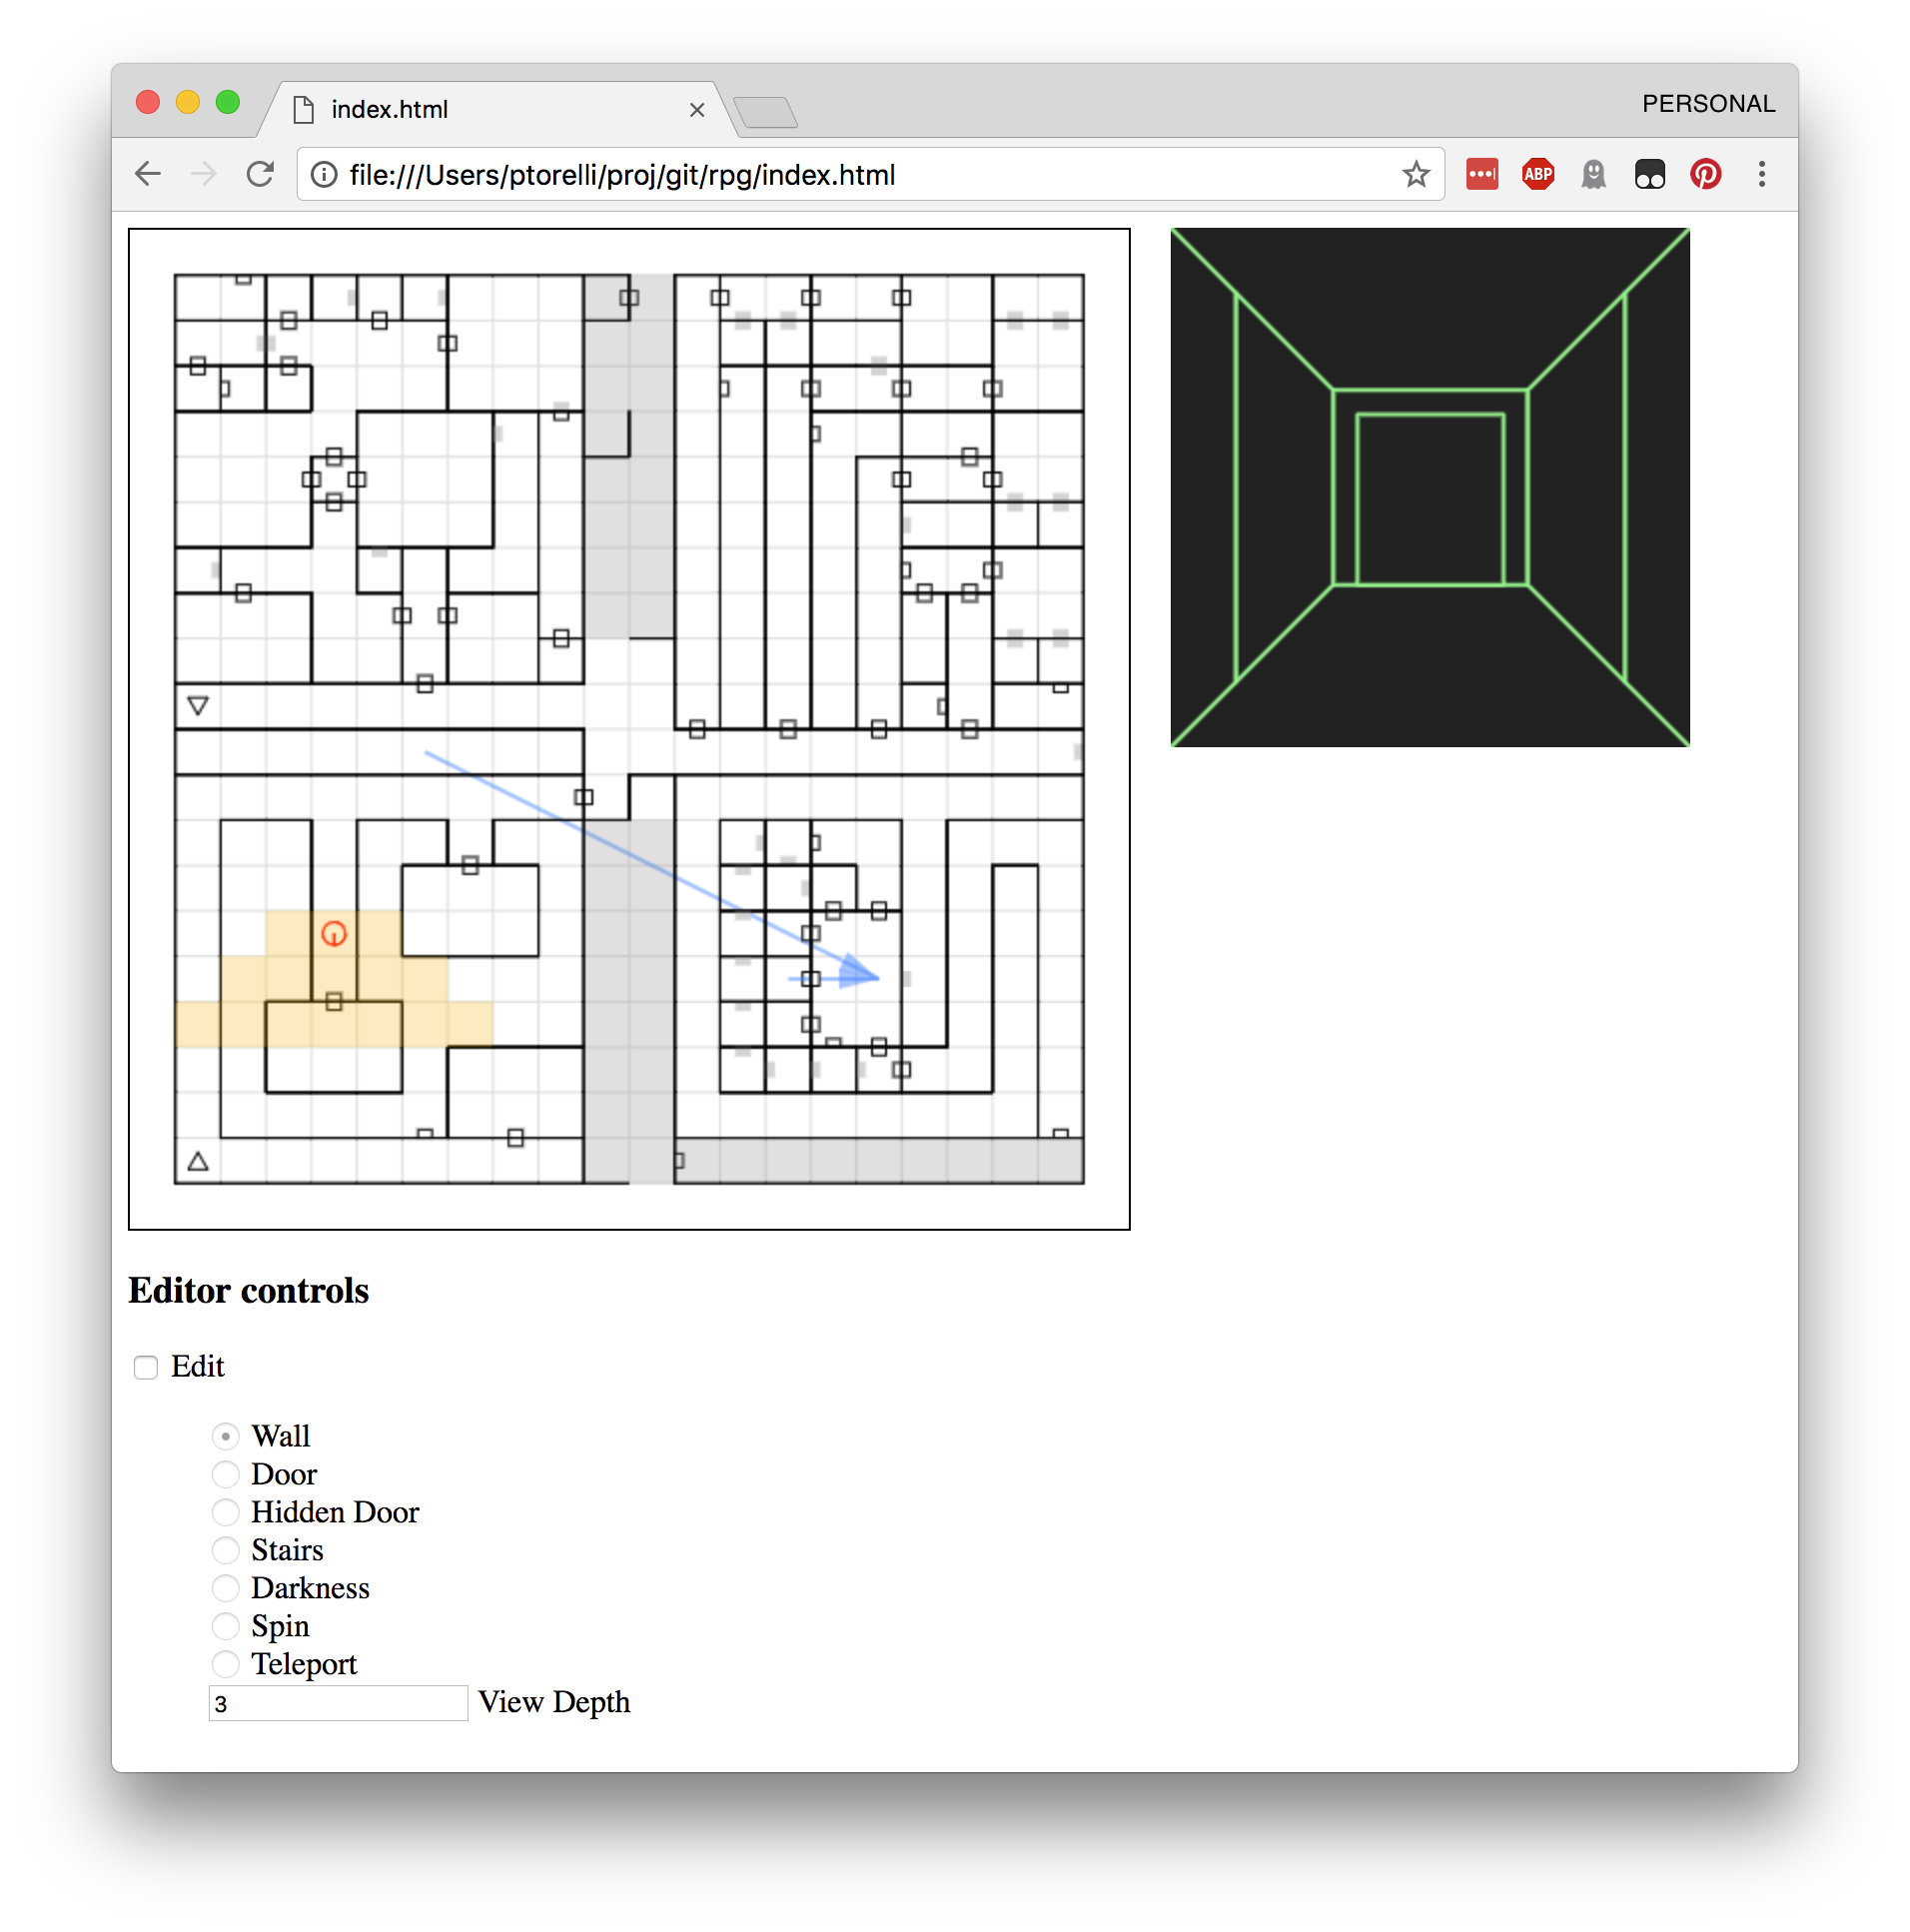 index.html
PERSONAL
file:///Users/ptorelli/proj/git/rpg/index.html
ABP
Editor controls
Edit
Wall
Door
Hidden Door
Stairs
Darkness
Spin
Teleport
3 View Depth